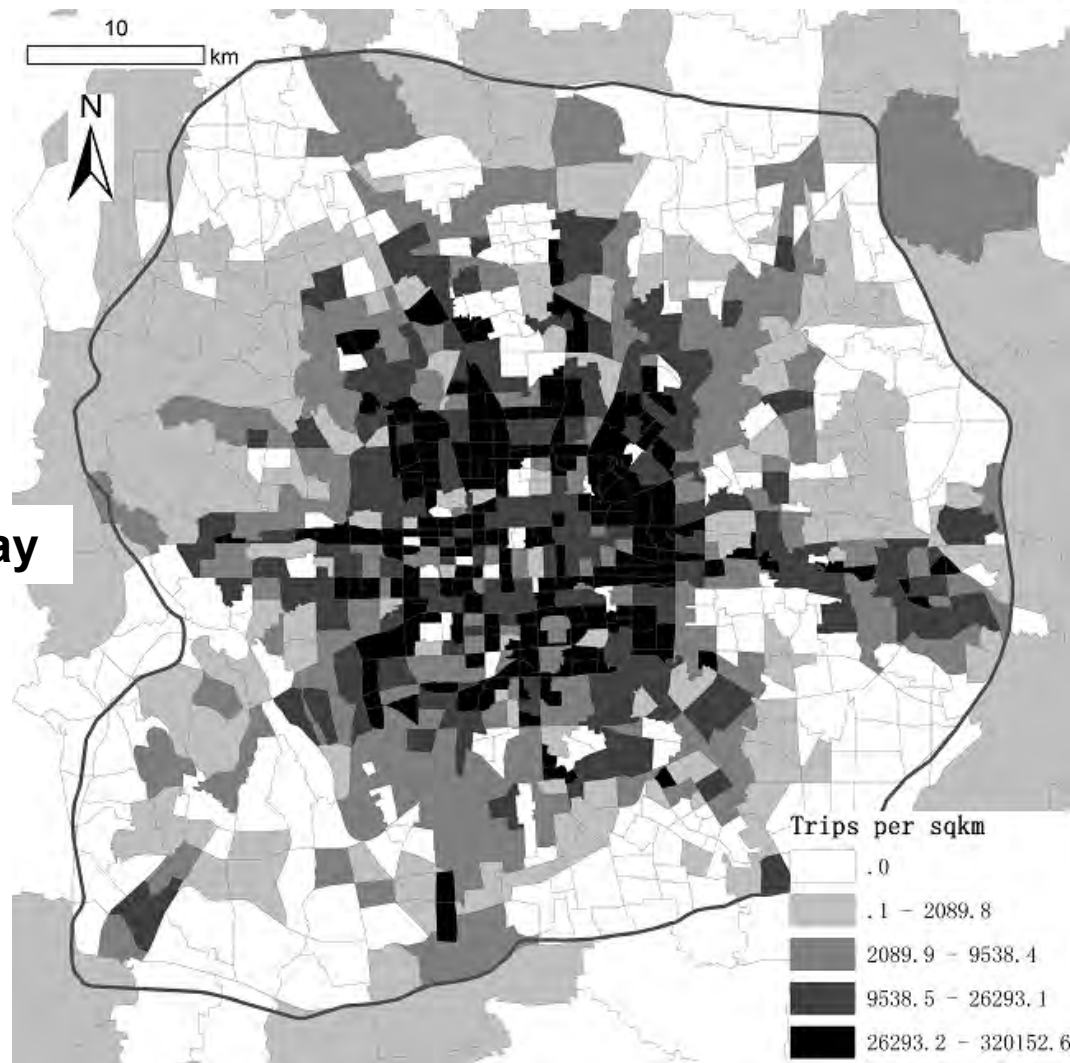 10
km
N
ay
Trips per sqkm
.0
.1 - 2089.8
2089.9 - 9538.4
9538.5 - 26293.1
26293.2 - 320152.6